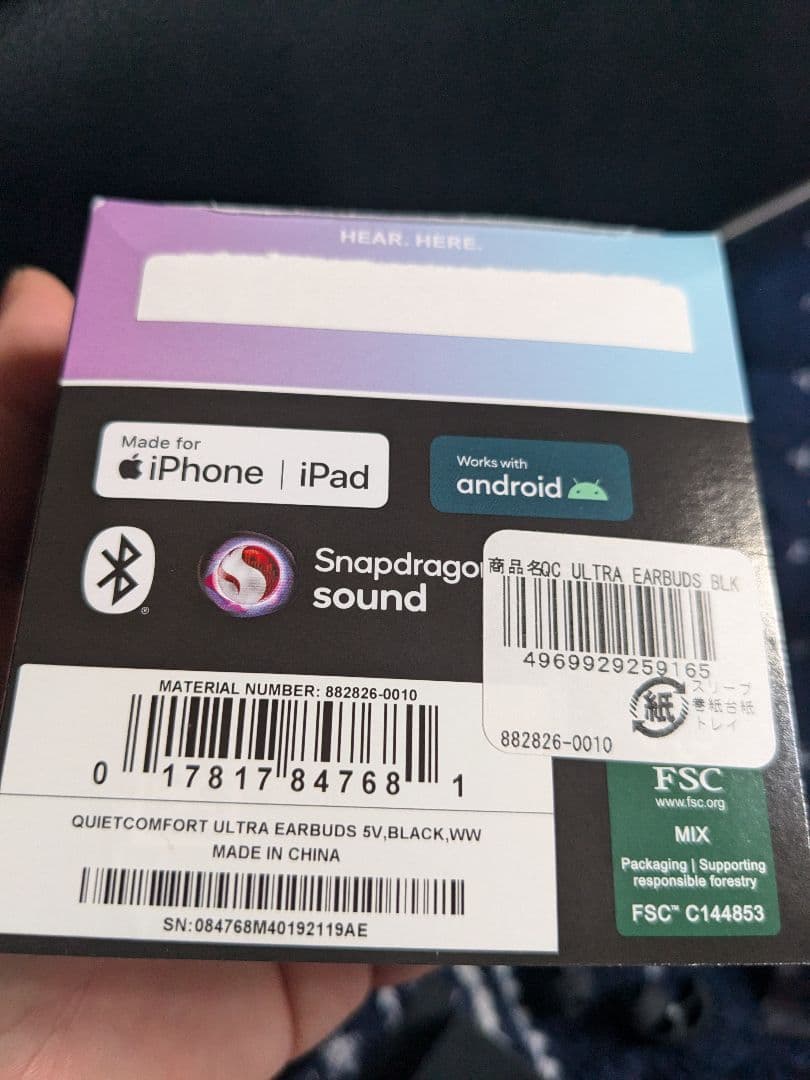 HEAR. HERE.
Made for
iPhone | iPad
Works with
android
Snapdragon
sound
商品名QC ULTRA EARBUDS BLK
4969929259165
紙
スリーブ
巻紙台紙
トレイ
882826-0010
MATERIAL NUMBER: 882826-0010
0 17817 84768 1
QUIETCOMFORT ULTRA EARBUDS 5V,BLACK,WW
MADE IN CHINA
SN:084768M40192119AE
FSC
www.fsc.org
MIX
Packaging | Supporting
responsible forestry
FSC™ C144853